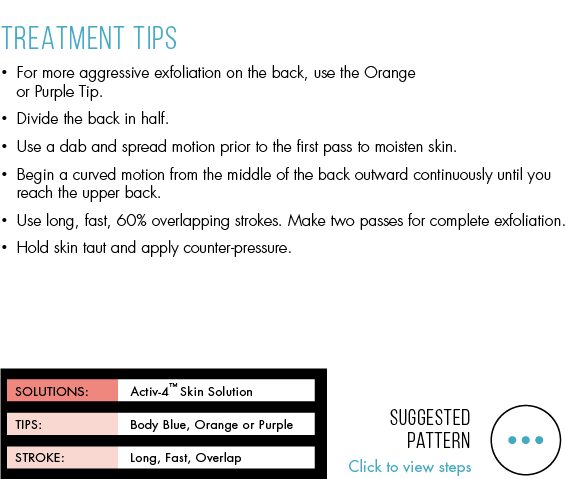 TREATMENT TIPS
• For more aggressive exfoliation on the back, use the Orange
or Purple Tip.
• Divide the back in half.
• Use a dab and spread motion prior to the first pass to moisten skin.
• Begin a curved motion from the middle of the back outward continuously until you
reach the upper back.
• Use long, fast, 60% overlapping strokes. Make two passes for complete exfoliation.
• Hold skin taut and apply counter-pressure.
SOLUTIONS: Activ-4™ Skin Solution
TIPS: Body Blue, Orange or Purple
STROKE: Long, Fast, Overlap
SUGGESTED
PATTERN
Click to view steps